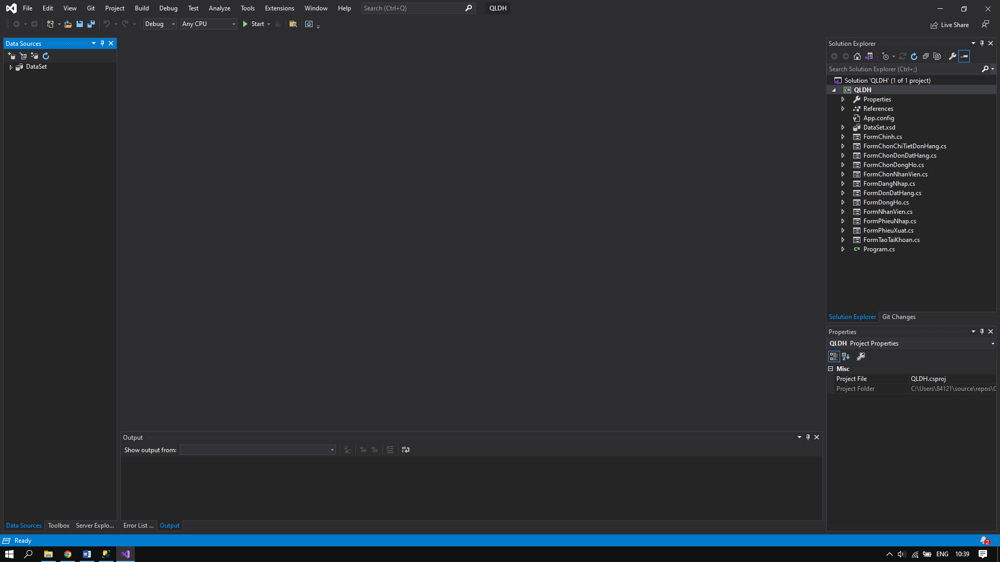 File Edit View Git Project Build Debug Test Analyze Tools Extensions Window Help Search (Ctrl+Q) QLDH
Debug Any CPU Start Live Share
Data Sources
DataSet
Solution Explorer
Search Solution Explorer (Ctrl+;)
Solution 'QLDH' (1 of 1 project)
C# QLDH
Properties
References
App.config
DataSet.xsd
FormChinh.cs
FormChonChiTietDonHang.cs
FormChonDonDatHang.cs
FormChonDongHo.cs
FormChonNhanVien.cs
FormDangNhap.cs
FormDonDatHang.cs
FormDongHo.cs
FormNhanVien.cs
FormPhieuNhap.cs
FormPhieuXuat.cs
FormTaoTaiKhoan.cs
C# Program.cs
Solution Explorer Git Changes
Properties
QLDH Project Properties
Misc
Project File QLDH.csproj
Project Folder C:\Users\84121\source\repos\
Output
Show output from:
Data Sources Toolbox Server Explo... Error List ... Output
Ready 2
ENG 10:39